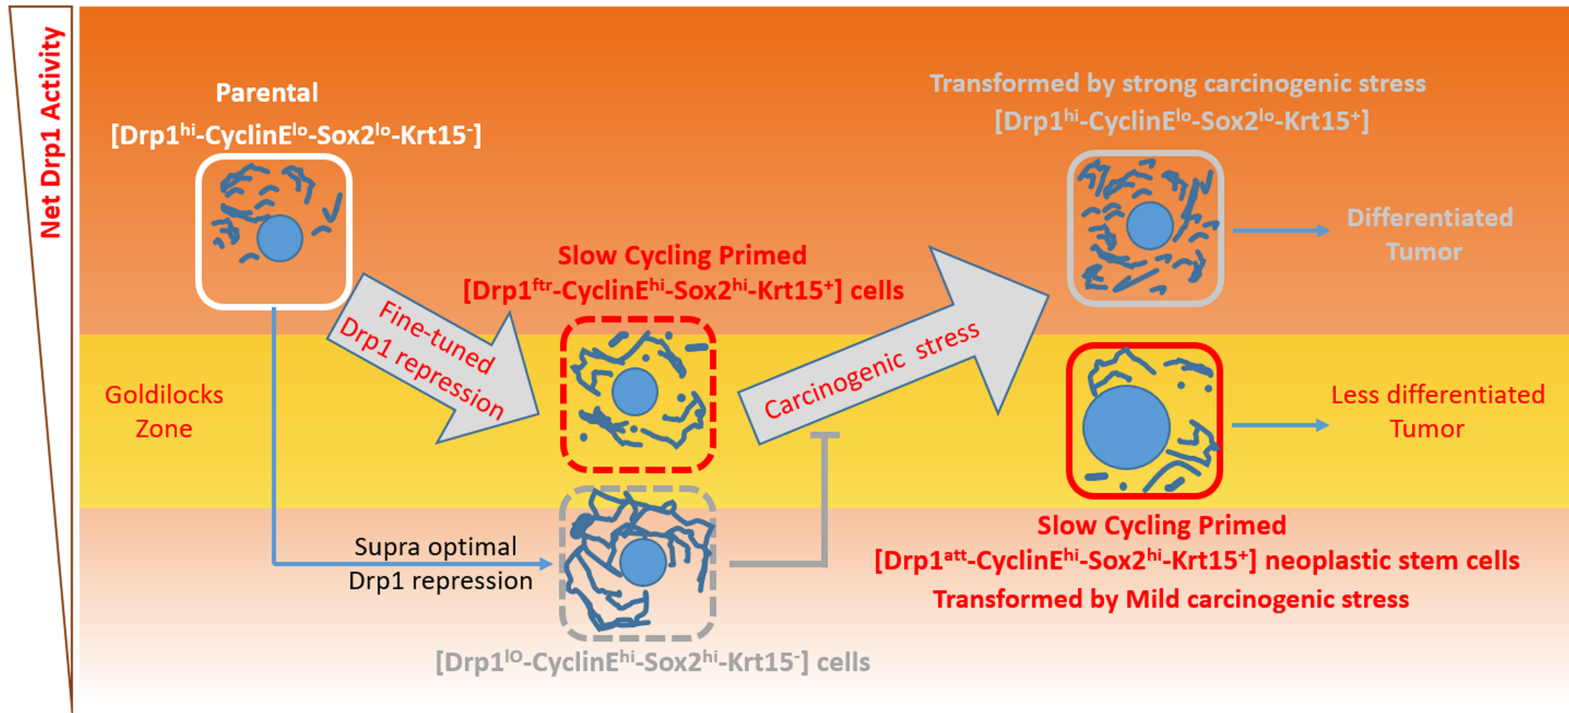 Net Drp1 Activity
Parental
[Drp1ʰⁱ-CyclinEˡᵒ-Sox2ˡᵒ-Krt15⁻]
Transformed by strong carcinogenic stress
[Drp1ʰⁱ-CyclinEˡᵒ-Sox2ˡᵒ-Krt15⁺]
Differentiated
Tumor
Slow Cycling Primed
[Drp1ᶠᵗʳ-CyclinEʰⁱ-Sox2ʰⁱ-Krt15⁺] cells
Fine-tuned
Drp1 repression
Carcinogenic stress
Goldilocks
Zone
Less differentiated
Tumor
Supra optimal
Drp1 repression
Slow Cycling Primed
[Drp1ᵃᵗᵗ-CyclinEʰⁱ-Sox2ʰⁱ-Krt15⁺] neoplastic stem cells
Transformed by Mild carcinogenic stress
[Drp1ˡᴼ-CyclinEʰⁱ-Sox2ʰⁱ-Krt15⁻] cells